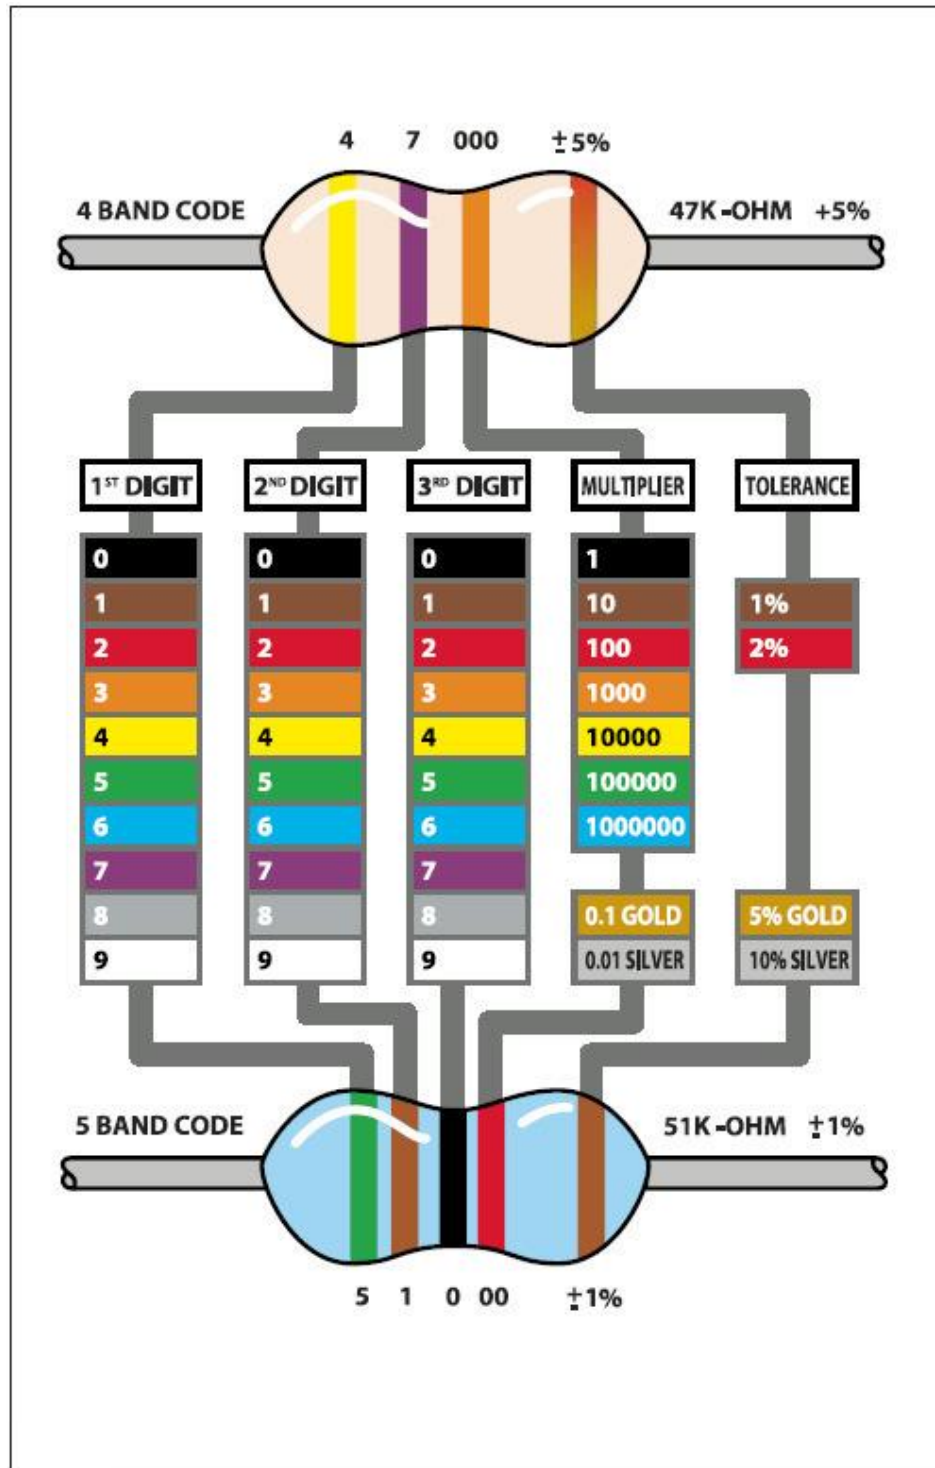 4 7 000 ±5%
4 BAND CODE 47K-OHM +5%
1ST DIGIT 2ND DIGIT 3RD DIGIT MULTIPLIER TOLERANCE
0 0 0 1
1 1 1 10 1%
2 2 2 100 2%
3 3 3 1000
4 4 4 10000
5 5 5 100000
6 6 6 1000000
7 7 7
8 8 8 0.1 GOLD 5% GOLD
9 9 9 0.01 SILVER 10% SILVER
5 BAND CODE 51K-OHM ±1%
5 1 0 00 ±1%